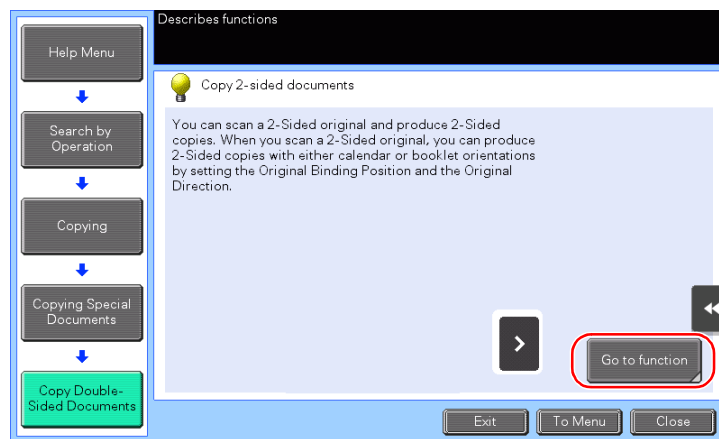 Describes functions
Help Menu
Search by
Operation
Copying
Copying Special
Documents
Copy Double-
Sided Documents
Copy 2-sided documents
You can scan a 2-Sided original and produce 2-Sided
copies. When you scan a 2-Sided original, you can produce
2-Sided copies with either calendar or booklet orientations
by setting the Original Binding Position and the Original
Direction.
Go to function
Exit
To Menu
Close